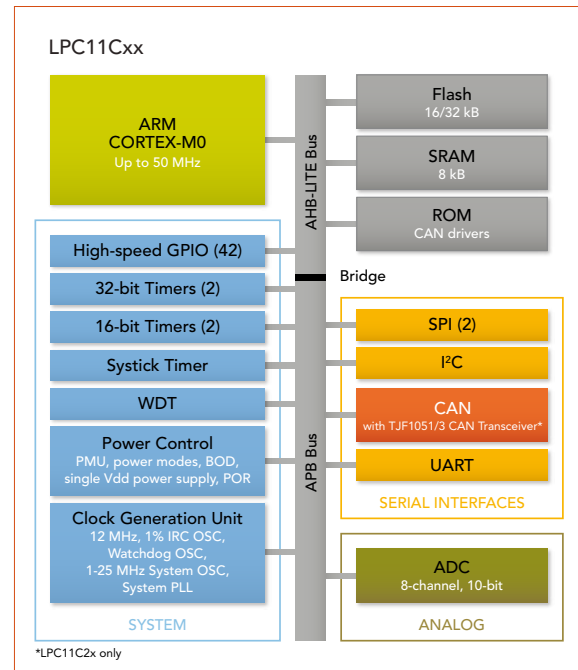 LPC11Cxx
ARM
CORTEX-M0
Up to 50 MHz
AHB-LITE Bus
Flash
16/32 kB
SRAM
8 kB
ROM
CAN drivers
High-speed GPIO (42)
Bridge
32-bit Timers (2)
16-bit Timers (2)
Systick Timer
WDT
Power Control
PMU, power modes, BOD,
single Vdd power supply, POR
Clock Generation Unit
12 MHz, 1% IRC OSC,
Watchdog OSC,
1-25 MHz System OSC,
System PLL
SYSTEM
APB Bus
SPI (2)
I²C
CAN
with TJF1051/3 CAN Transceiver*
UART
SERIAL INTERFACES
ADC
8-channel, 10-bit
ANALOG
*LPC11C2x only